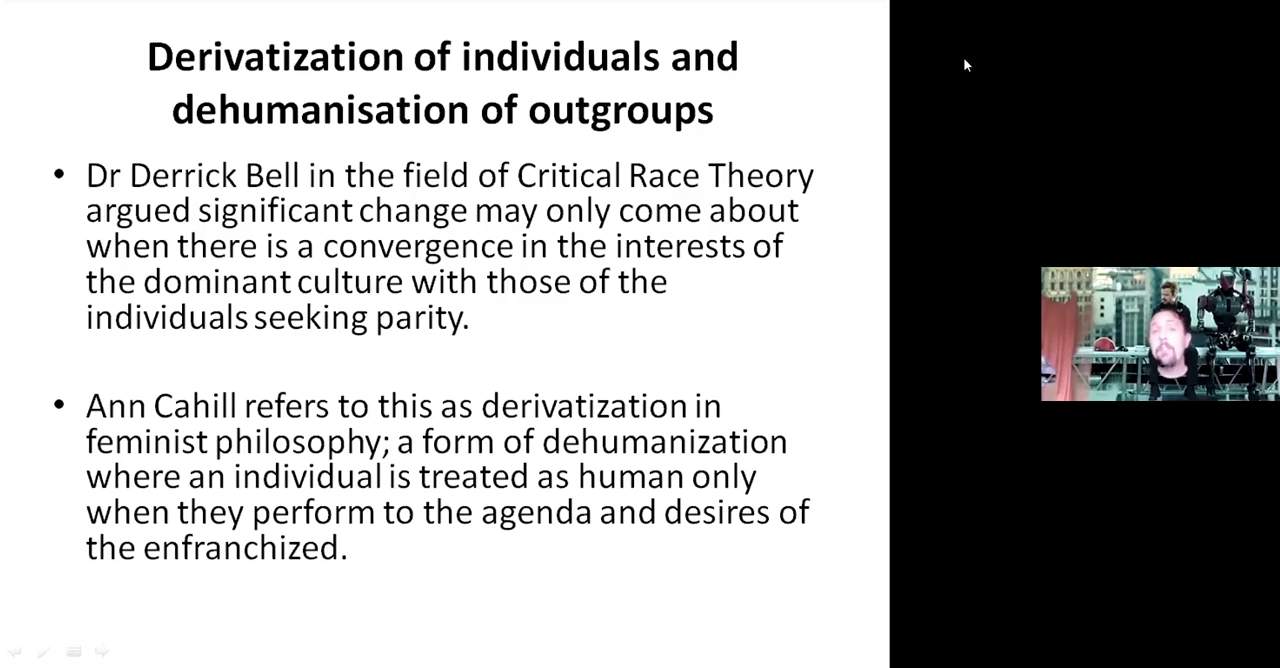 Derivatization of individuals and
dehumanisation of outgroups
• Dr Derrick Bell in the field of Critical Race Theory
argued significant change may only come about
when there is a convergence in the interests of
the dominant culture with those of the
individuals seeking parity.
• Ann Cahill refers to this as derivatization in
feminist philosophy; a form of dehumanization
where an individual is treated as human only
when they perform to the agenda and desires of
the enfranchized.